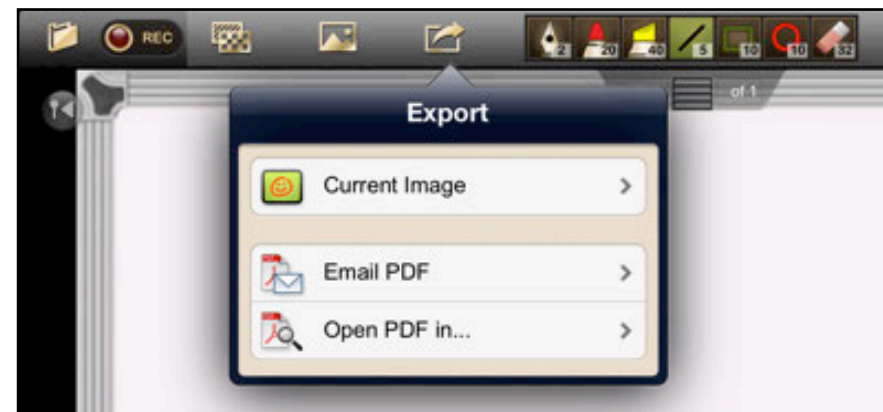 REC
2
20
40
5
10
10
32
of 1
Export
Current Image
Email PDF
Open PDF in...